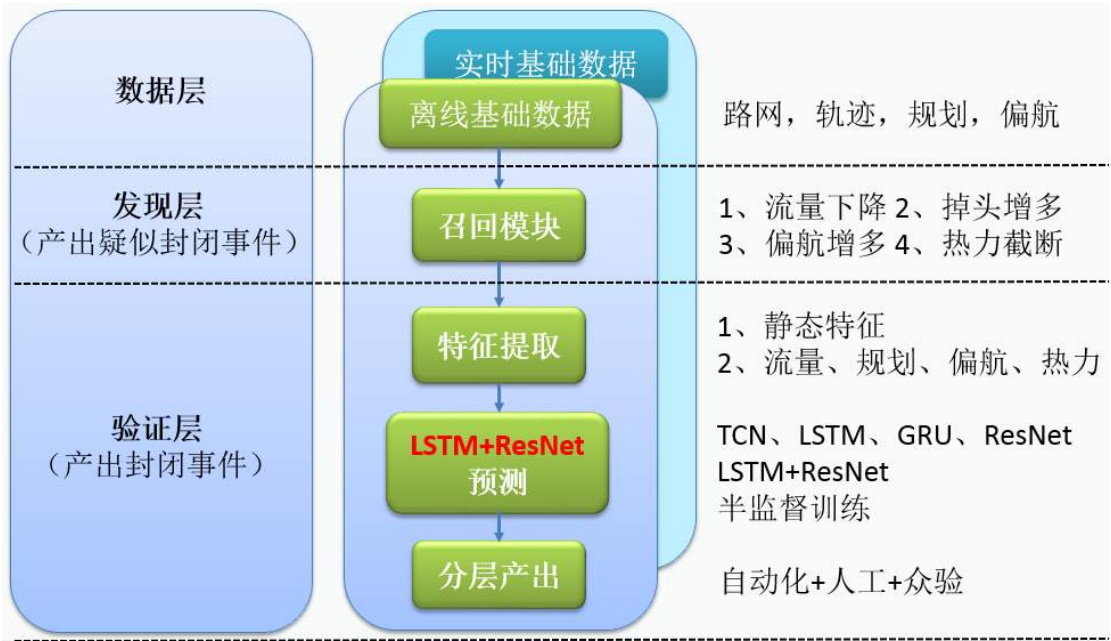 数据层
实时基础数据
离线基础数据
路网，轨迹，规划，偏航
发现层
（产出疑似封闭事件）
召回模块
1、流量下降 2、掉头增多
3、偏航增多 4、热力截断
验证层
（产出封闭事件）
特征提取
1、静态特征
2、流量、规划、偏航、热力
LSTM+ResNet
预测
TCN、LSTM、GRU、ResNet
LSTM+ResNet
半监督训练
分层产出
自动化+人工+众验